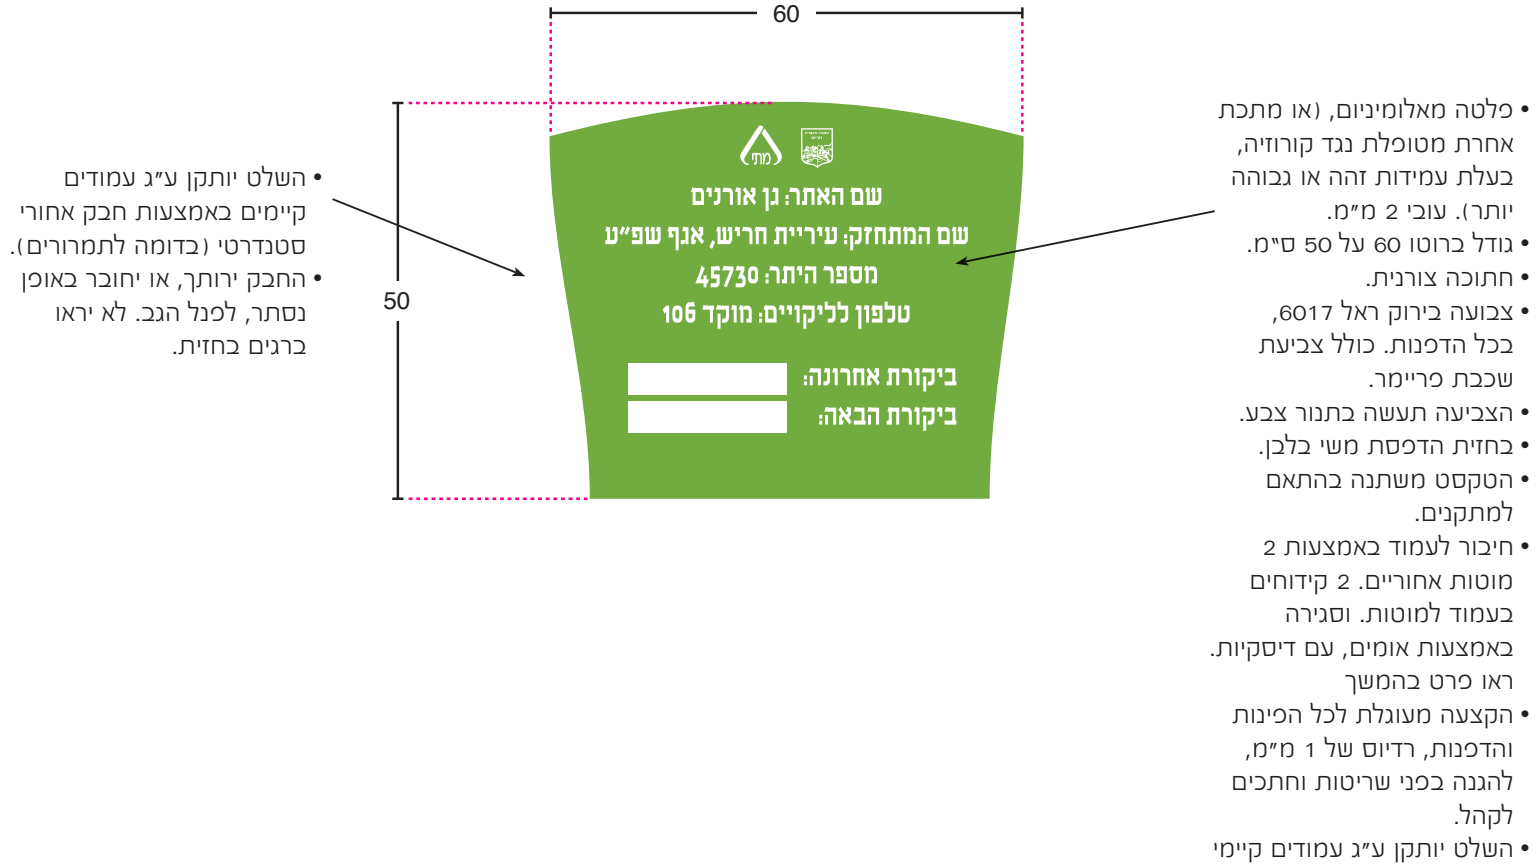 60
50
• השלט יותקן ע״ג עמודים
קיימים באמצעות חבק אחורי
סטנדרטי (בדומה לתמרורים).
• החבק ירותך, או יחובר באופן
נסתר, לפנל הגב. לא יראו
ברגים בחזית.
מתי
שם האתר: גן אורנים
שם המתחזק: עיריית חריש, אגף שפ״ע
מספר היתר: 45730
טלפון לליקויים: מוקד 106
ביקורת אחרונה:
ביקורת הבאה:
• פלטה מאלומיניום, (או מתכת
אחרת מטופלת נגד קורוזיה,
בעלת עמידות זהה או גבוהה
יותר). עובי 2 מ״מ.
• גודל ברוטו 60 על 50 ס״מ.
• חתוכה צורנית.
• צבועה בירוק ראל 6017,
בכל הדפנות. כולל צביעת
שכבת פריימר.
• הצביעה תעשה בתנור צבע.
• בחזית הדפסת משי בלבן.
• הטקסט משתנה בהתאם
למתקנים.
• חיבור לעמוד באמצעות 2
מוטות אחוריים. 2 קידוחים
בעמוד למוטות. וסגירה
באמצעות אומים, עם דיסקיות.
ראו פרט בהמשך
• הקצעה מעוגלת לכל הפינות
והדפנות, רדיוס של 1 מ״מ,
להגנה בפני שריטות וחתכים
לקהל.
• השלט יותקן ע״ג עמודים קיימי